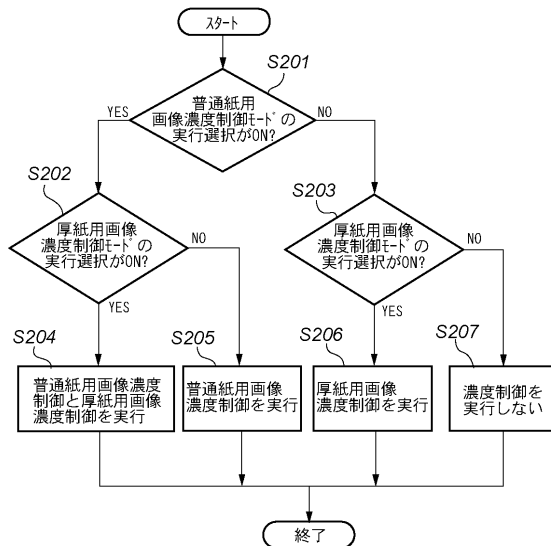 スタート
S201
普通紙用
画像濃度制御モードの
実行選択がON?
YES
NO
S202
厚紙用画像
濃度制御モードの
実行選択がON?
NO
YES
S203
厚紙用画像
濃度制御モードの
実行選択がON?
NO
YES
S204
普通紙用画像濃度
制御と厚紙用画像
濃度制御を実行
S205
普通紙用画像
濃度制御を実行
S206
厚紙用画像
濃度制御を実行
S207
濃度制御を
実行しない
終了